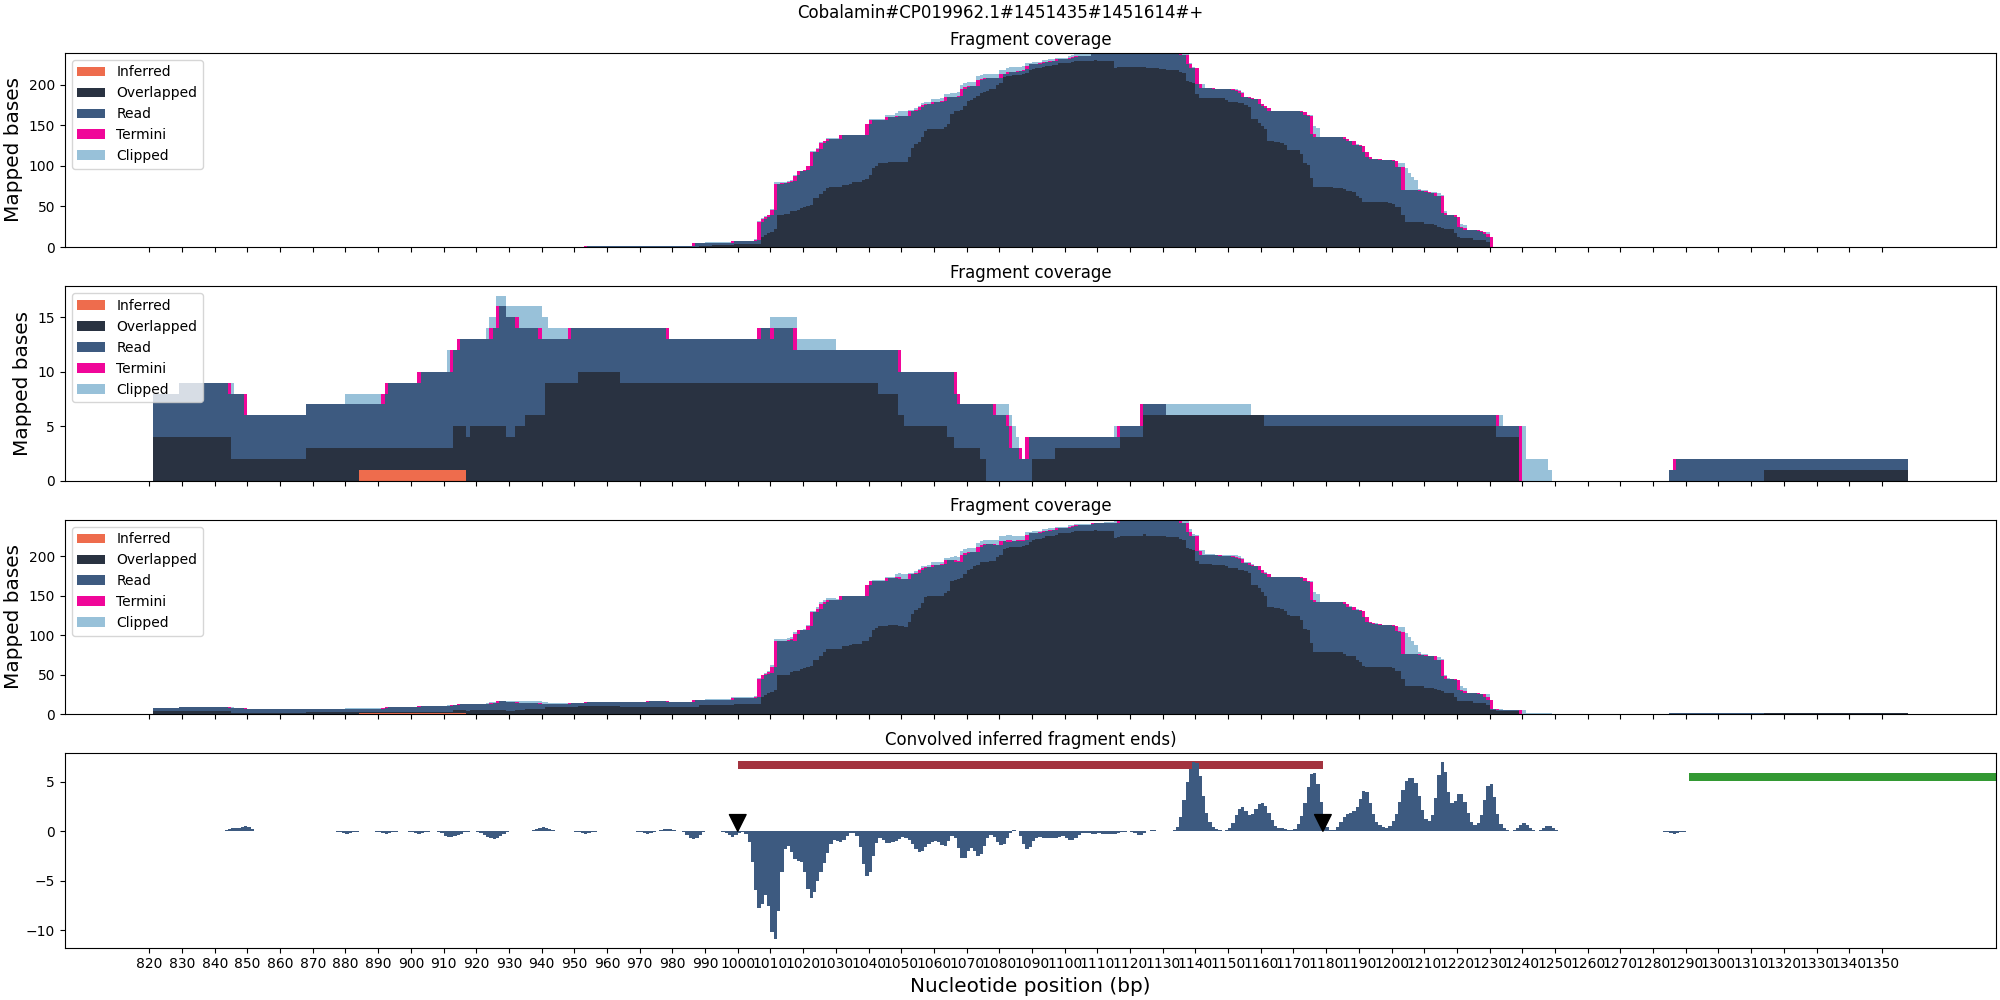 Cobalamin#CP019962.1#1451435#1451614#+
Fragment coverage
Mapped bases
200
150
100
50
0
Inferred
Overlapped
Read
Termini
Clipped
Fragment coverage
Mapped bases
15
10
5
0
Inferred
Overlapped
Read
Termini
Clipped
Fragment coverage
Mapped bases
200
150
100
50
0
Inferred
Overlapped
Read
Termini
Clipped
Convolved inferred fragment ends)
5
0
−5
−10
820 830 840 850 860 870 880 890 900 910 920 930 940 950 960 970 980 990 1000 1010 1020 1030 1040 1050 1060 1070 1080 1090 1100 1110 1120 1130 1140 1150 1160 1170 1180 1190 1200 1210 1220 1230 1240 1250 1260 1270 1280 1290 1300 1310 1320 1330 1340 1350
Nucleotide position (bp)